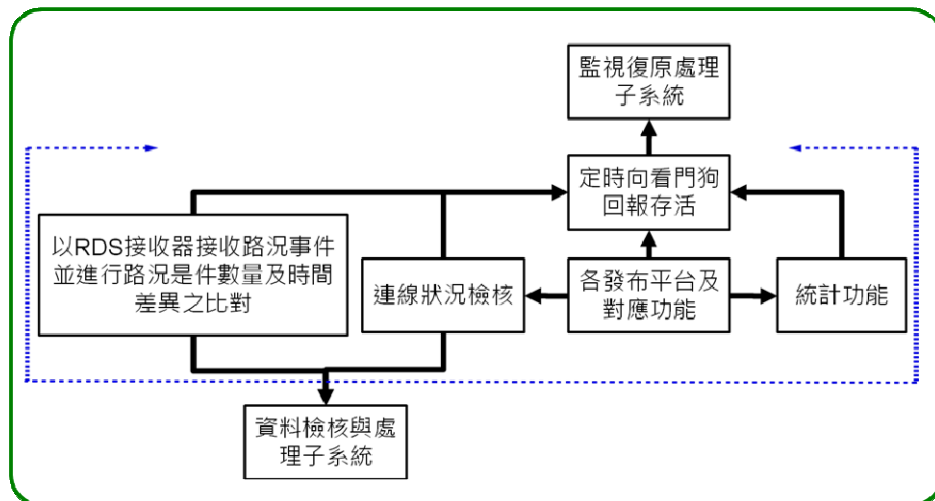 監視復原處理
子系統
定時向看門狗
回報存活
以RDS接收器接收路況事件
並進行路況是件數量及時間
差異之比對
連線狀況檢核
各發布平台及
對應功能
統計功能
資料檢核與處
理子系統